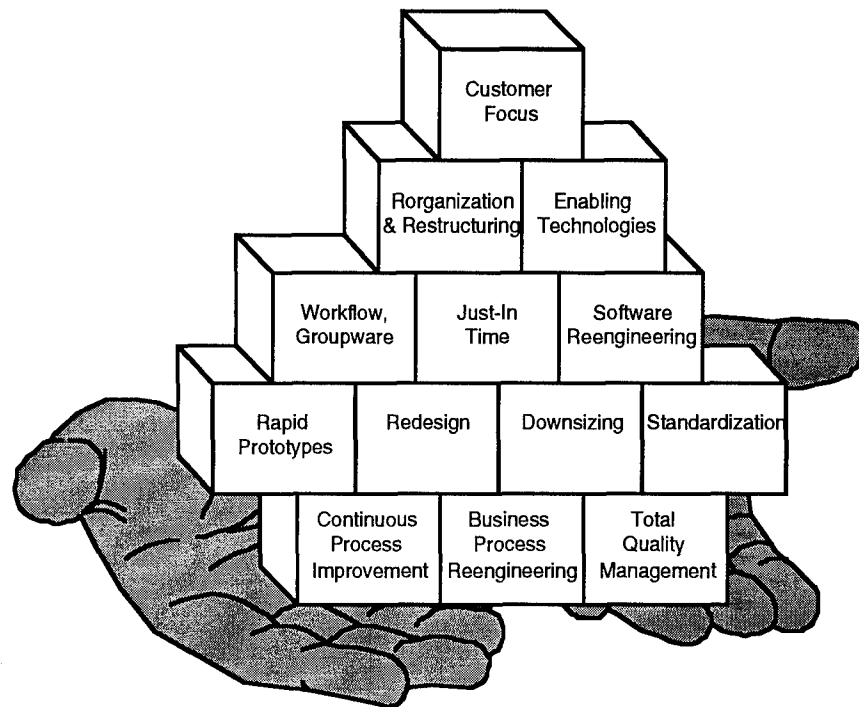 Customer
Focus
Rorganization
& Restructuring
Enabling
Technologies
Workflow,
Groupware
Just-In
Time
Software
Reengineering
Rapid
Prototypes
Redesign
Downsizing
Standardization
Continuous
Process
Improvement
Business
Process
Reengineering
Total
Quality
Management